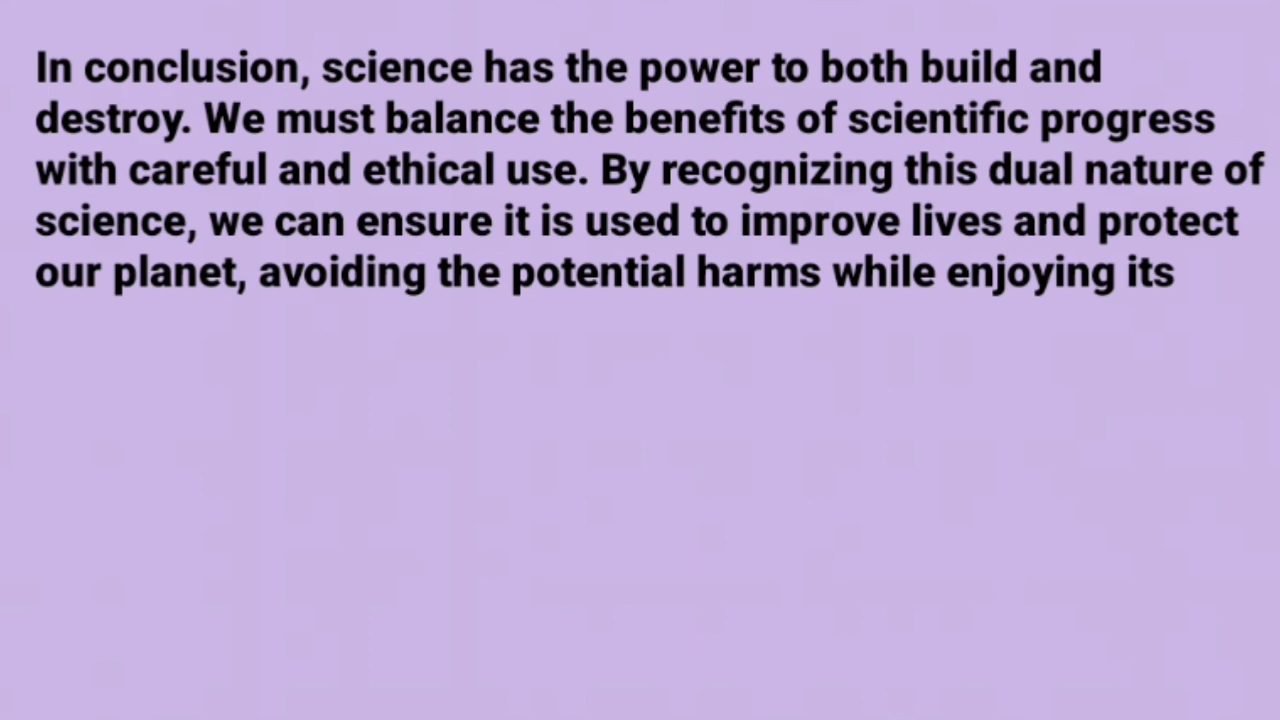 In conclusion, science has the power to both build and
destroy. We must balance the benefits of scientific progress
with careful and ethical use. By recognizing this dual nature of
science, we can ensure it is used to improve lives and protect
our planet, avoiding the potential harms while enjoying its